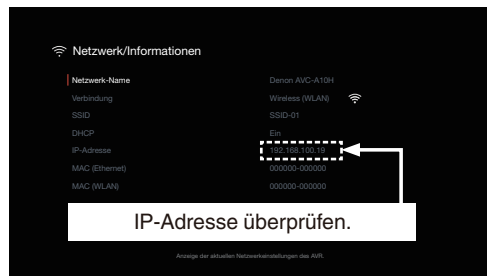 Netzwerk/Informationen
Netzwerk-Name Denon AVC-A10H
Verbindung Wireless (WLAN)
SSID SSID-01
DHCP Ein
IP-Adresse 192.168.100.19
MAC (Ethernet) 000000-000000
MAC (WLAN) 000000-000000
IP-Adresse überprüfen.
Anzeige der aktuellen Netzwerkeinstellungen des AVR.